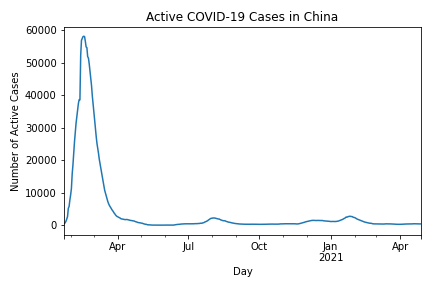 Active COVID-19 Cases in China
Number of Active Cases
60000
50000
40000
30000
20000
10000
0
Apr Jul Oct Jan Apr
2021
Day